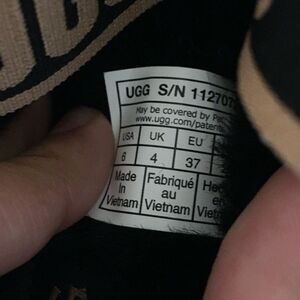 UGG
UGG S/N 112707
May be covered by
www.ugg.com/patents
USA UK EU
6 4 37
Made Fabriqué
in au en
Vietnam Vietnam